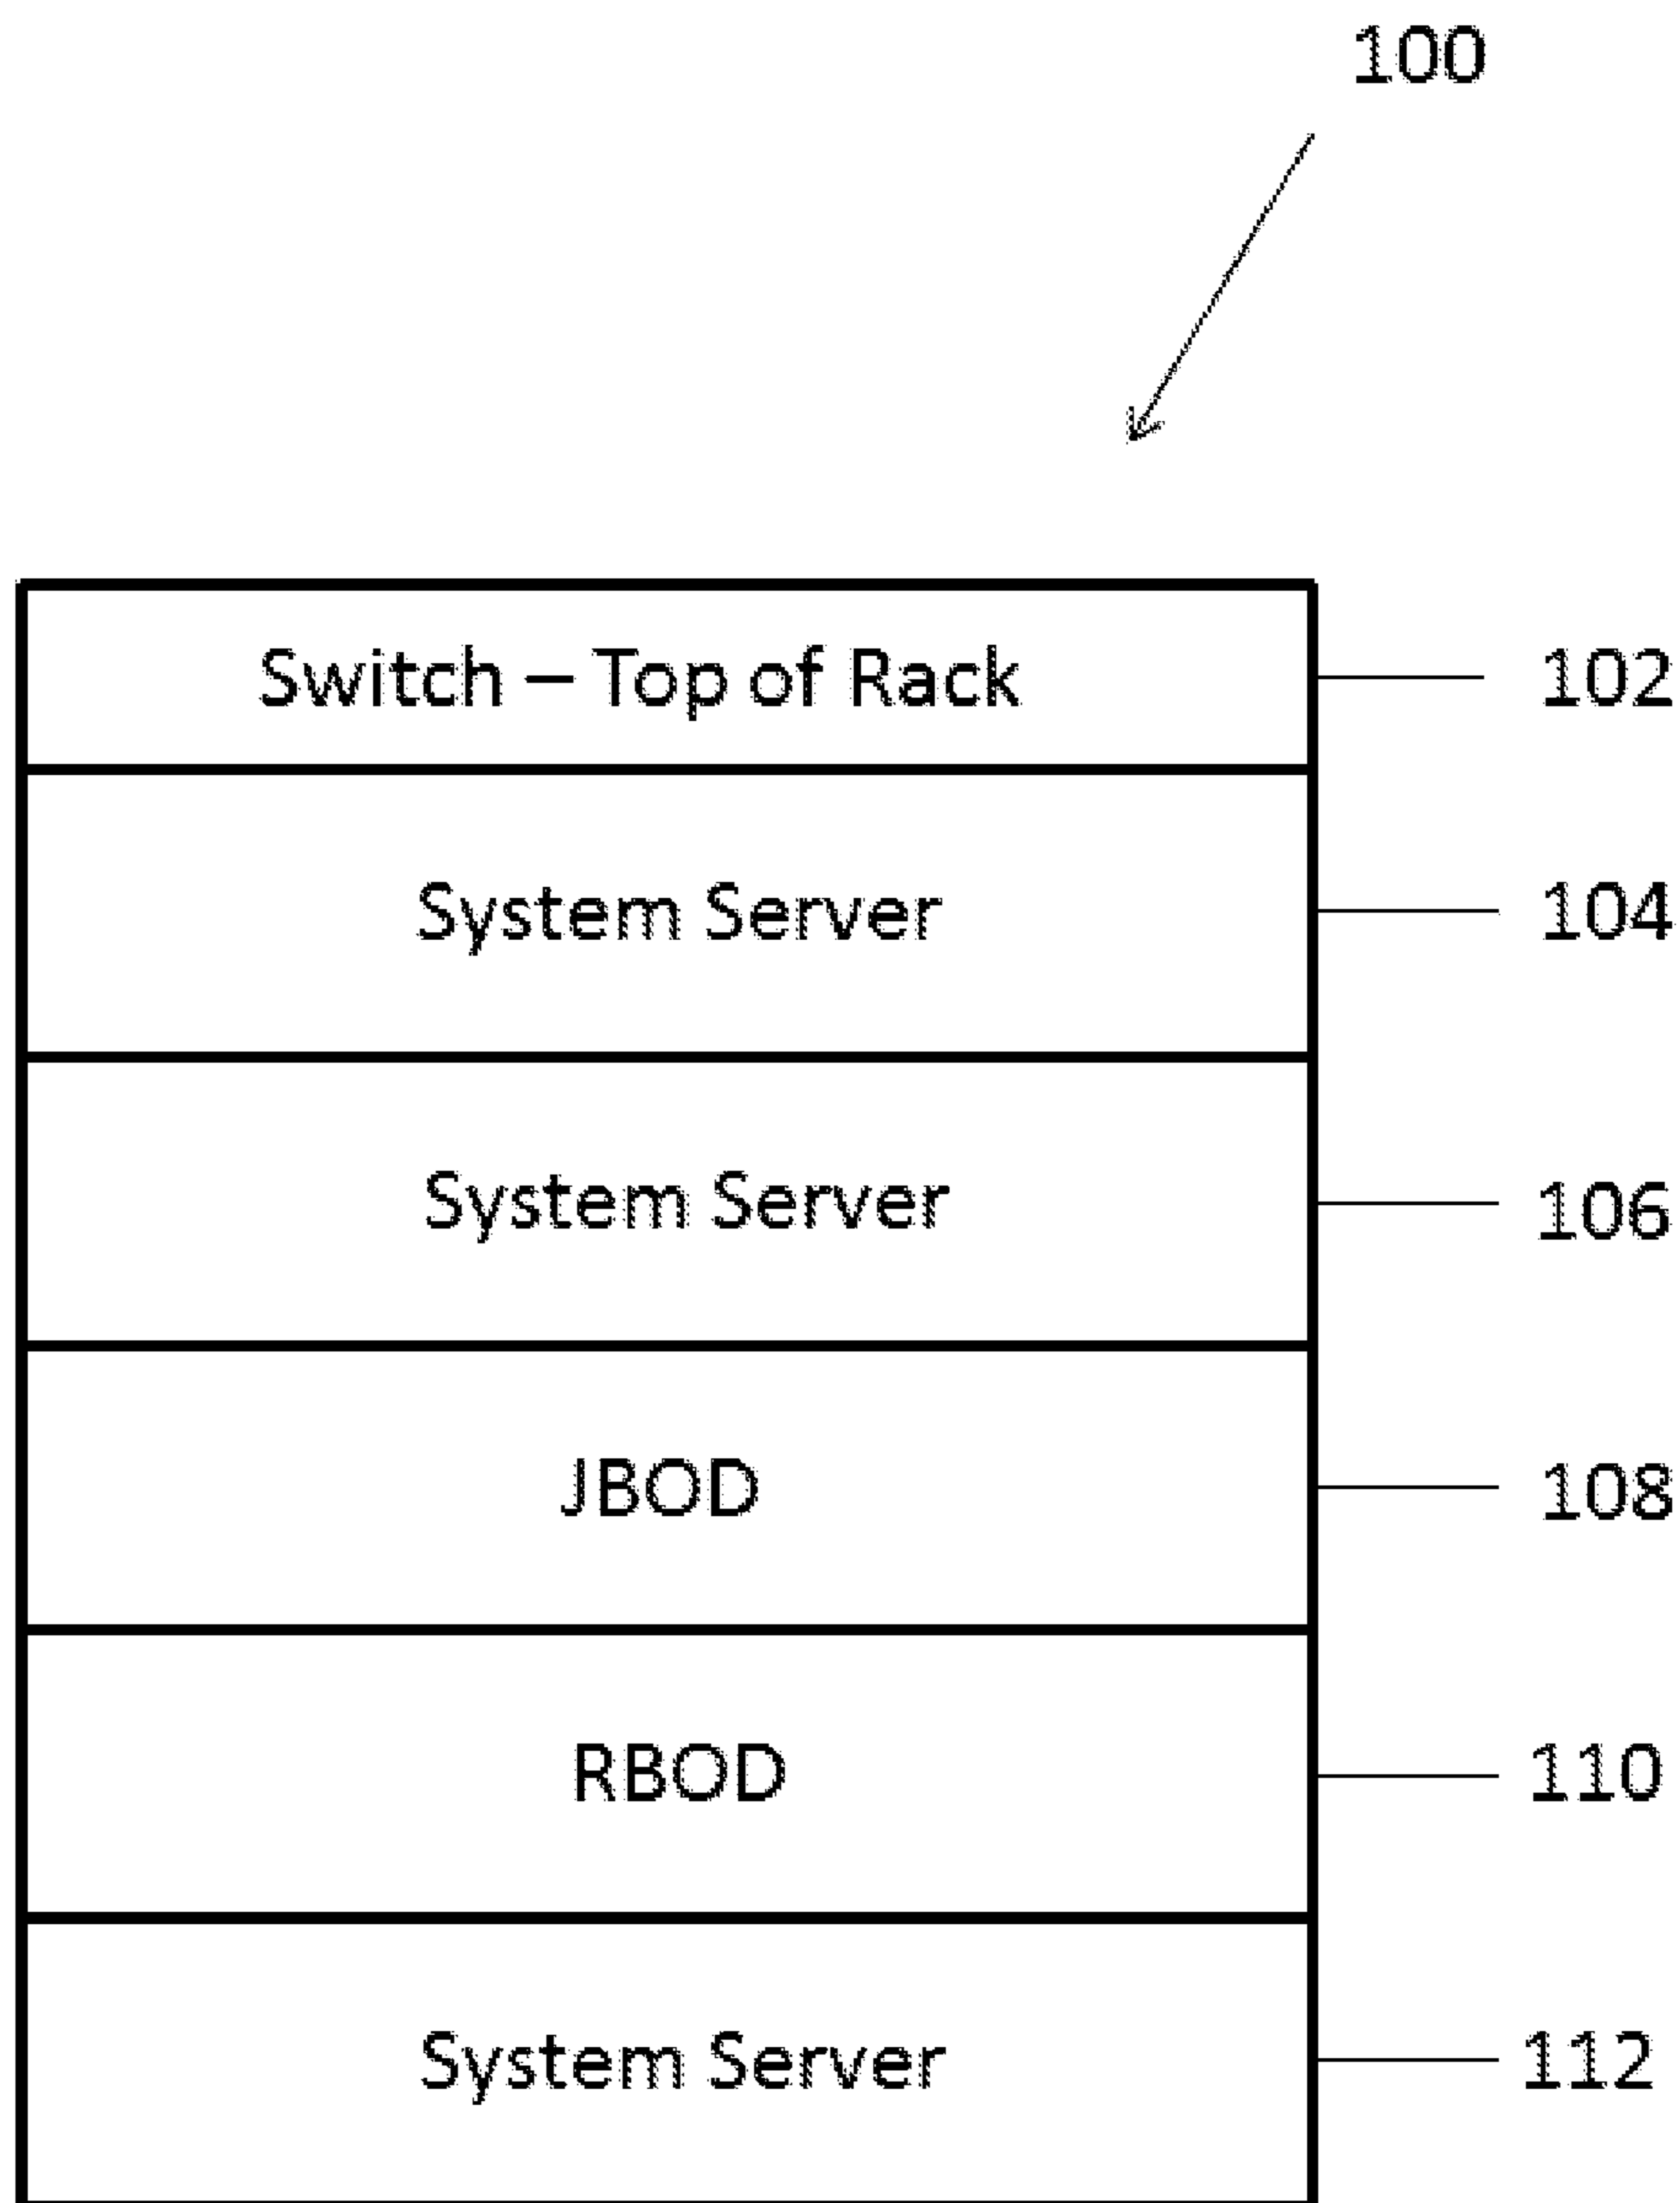 100
Switch – Top of Rack 102
System Server 104
System Server 106
JBOD 108
RBOD 110
System Server 112